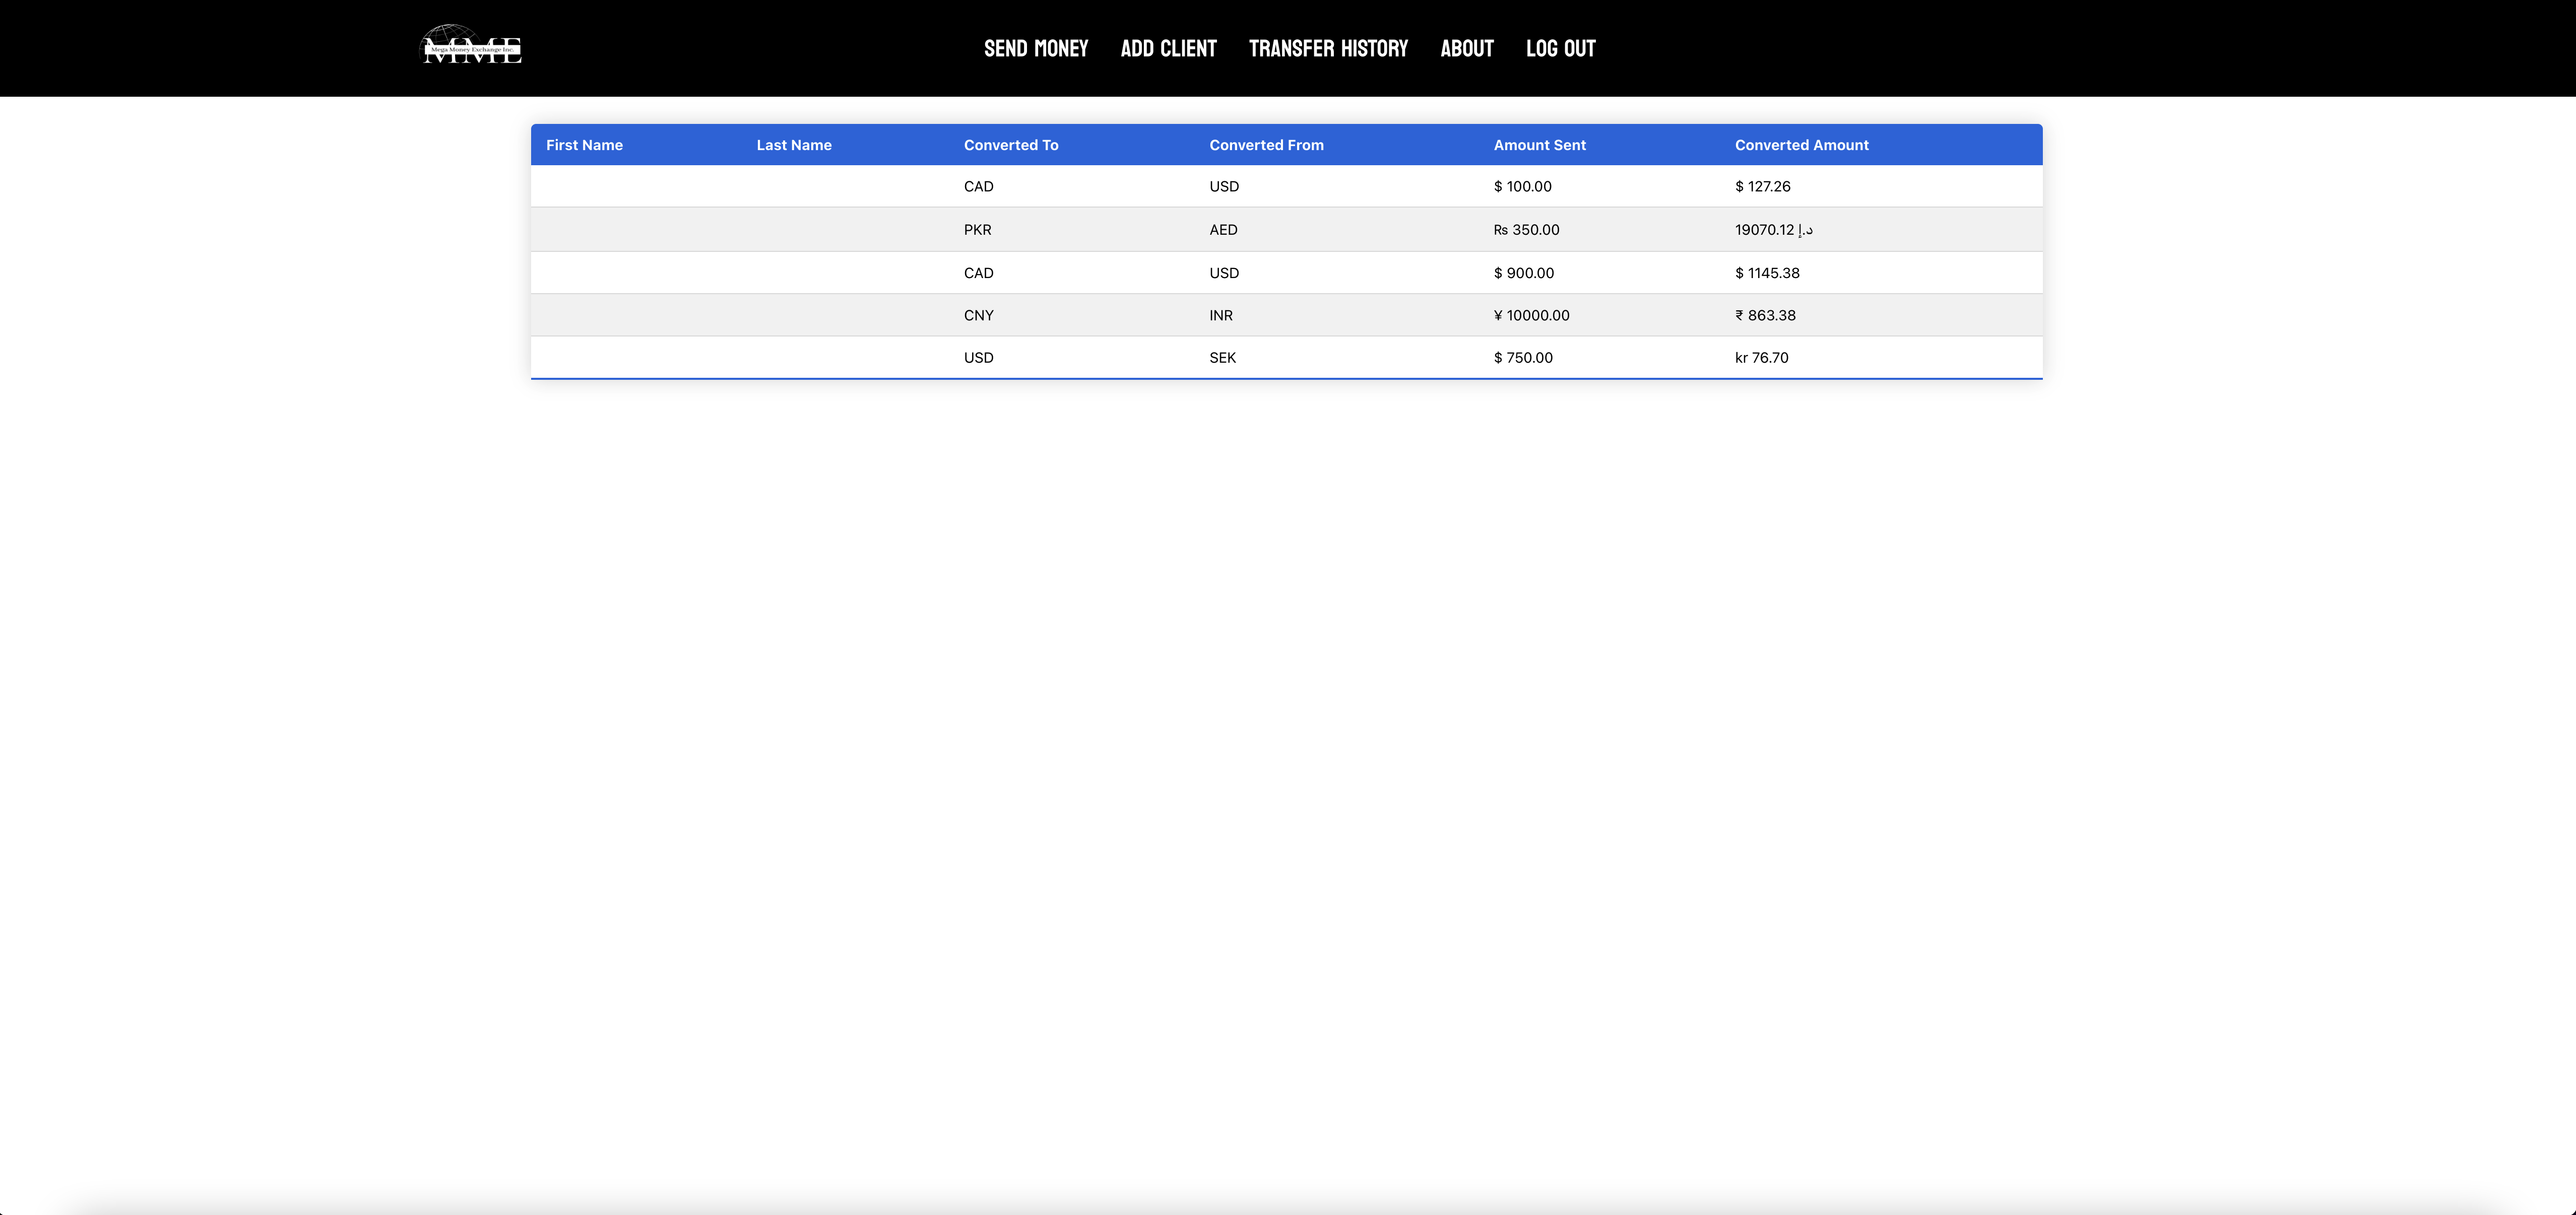 MME
Mega Money Exchange Inc.
SEND MONEY ADD CLIENT TRANSFER HISTORY ABOUT LOG OUT
First Name Last Name Converted To Converted From Amount Sent Converted Amount
CAD USD $ 100.00 $ 127.26
PKR AED ₨ 350.00 19070.12 د.إ
CAD USD $ 900.00 $ 1145.38
CNY INR ¥ 10000.00 ₹ 863.38
USD SEK $ 750.00 kr 76.70